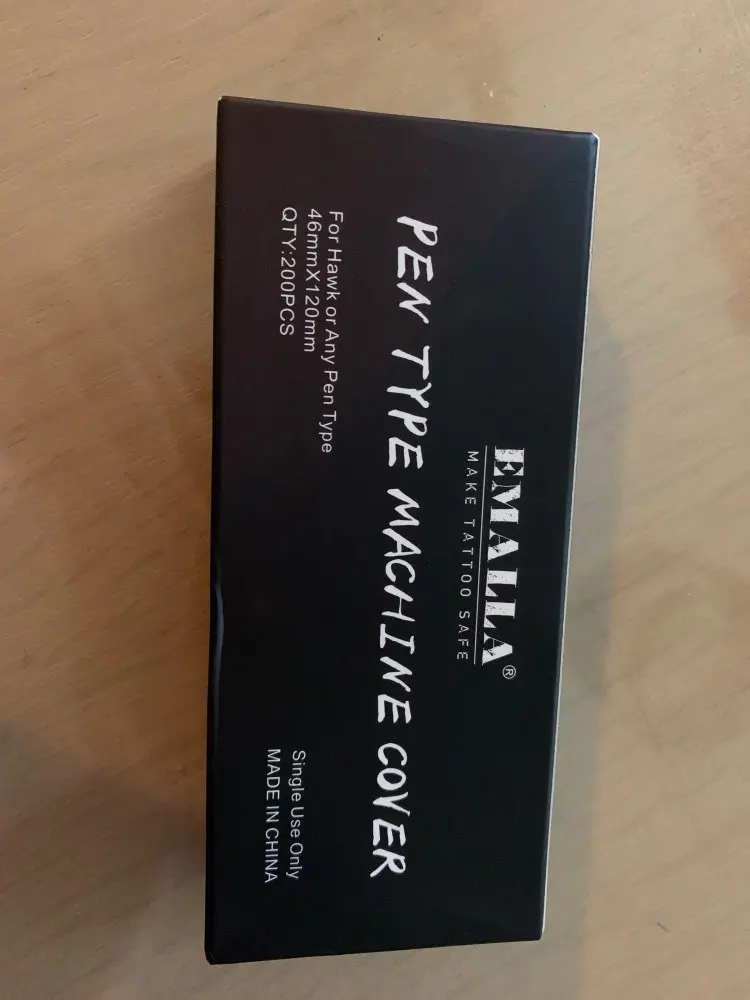 EMALLA®
MAKE TATTOO SAFE
PEN TYPE MACHINE COVER
For Hawk or Any Pen Type
46mmX120mm
QTY:200PCS
Single Use Only
MADE IN CHINA